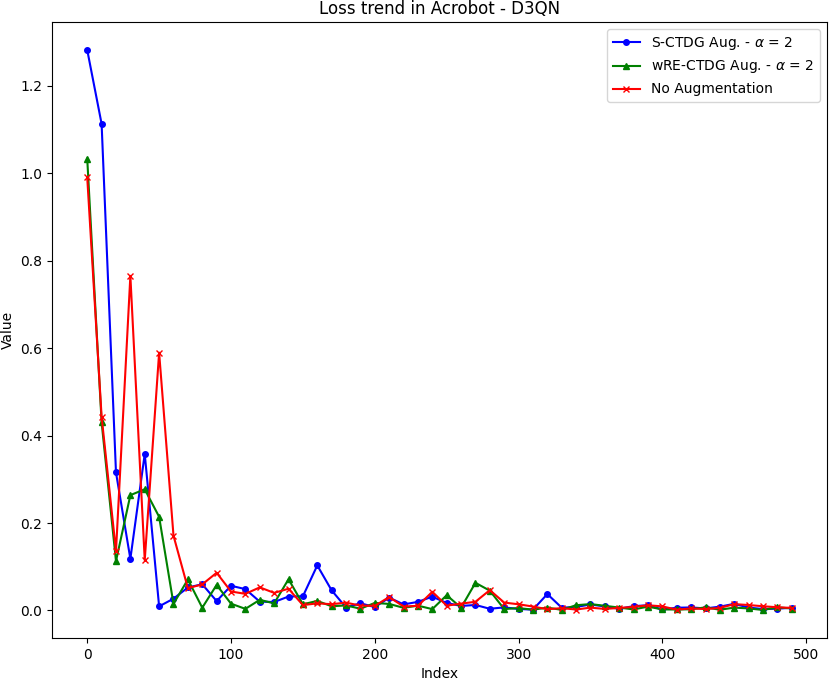 Loss trend in Acrobot - D3QN
S-CTDG Aug. - α = 2
wRE-CTDG Aug. - α = 2
No Augmentation
Value
1.2
1.0
0.8
0.6
0.4
0.2
0.0
0 100 200 300 400 500
Index